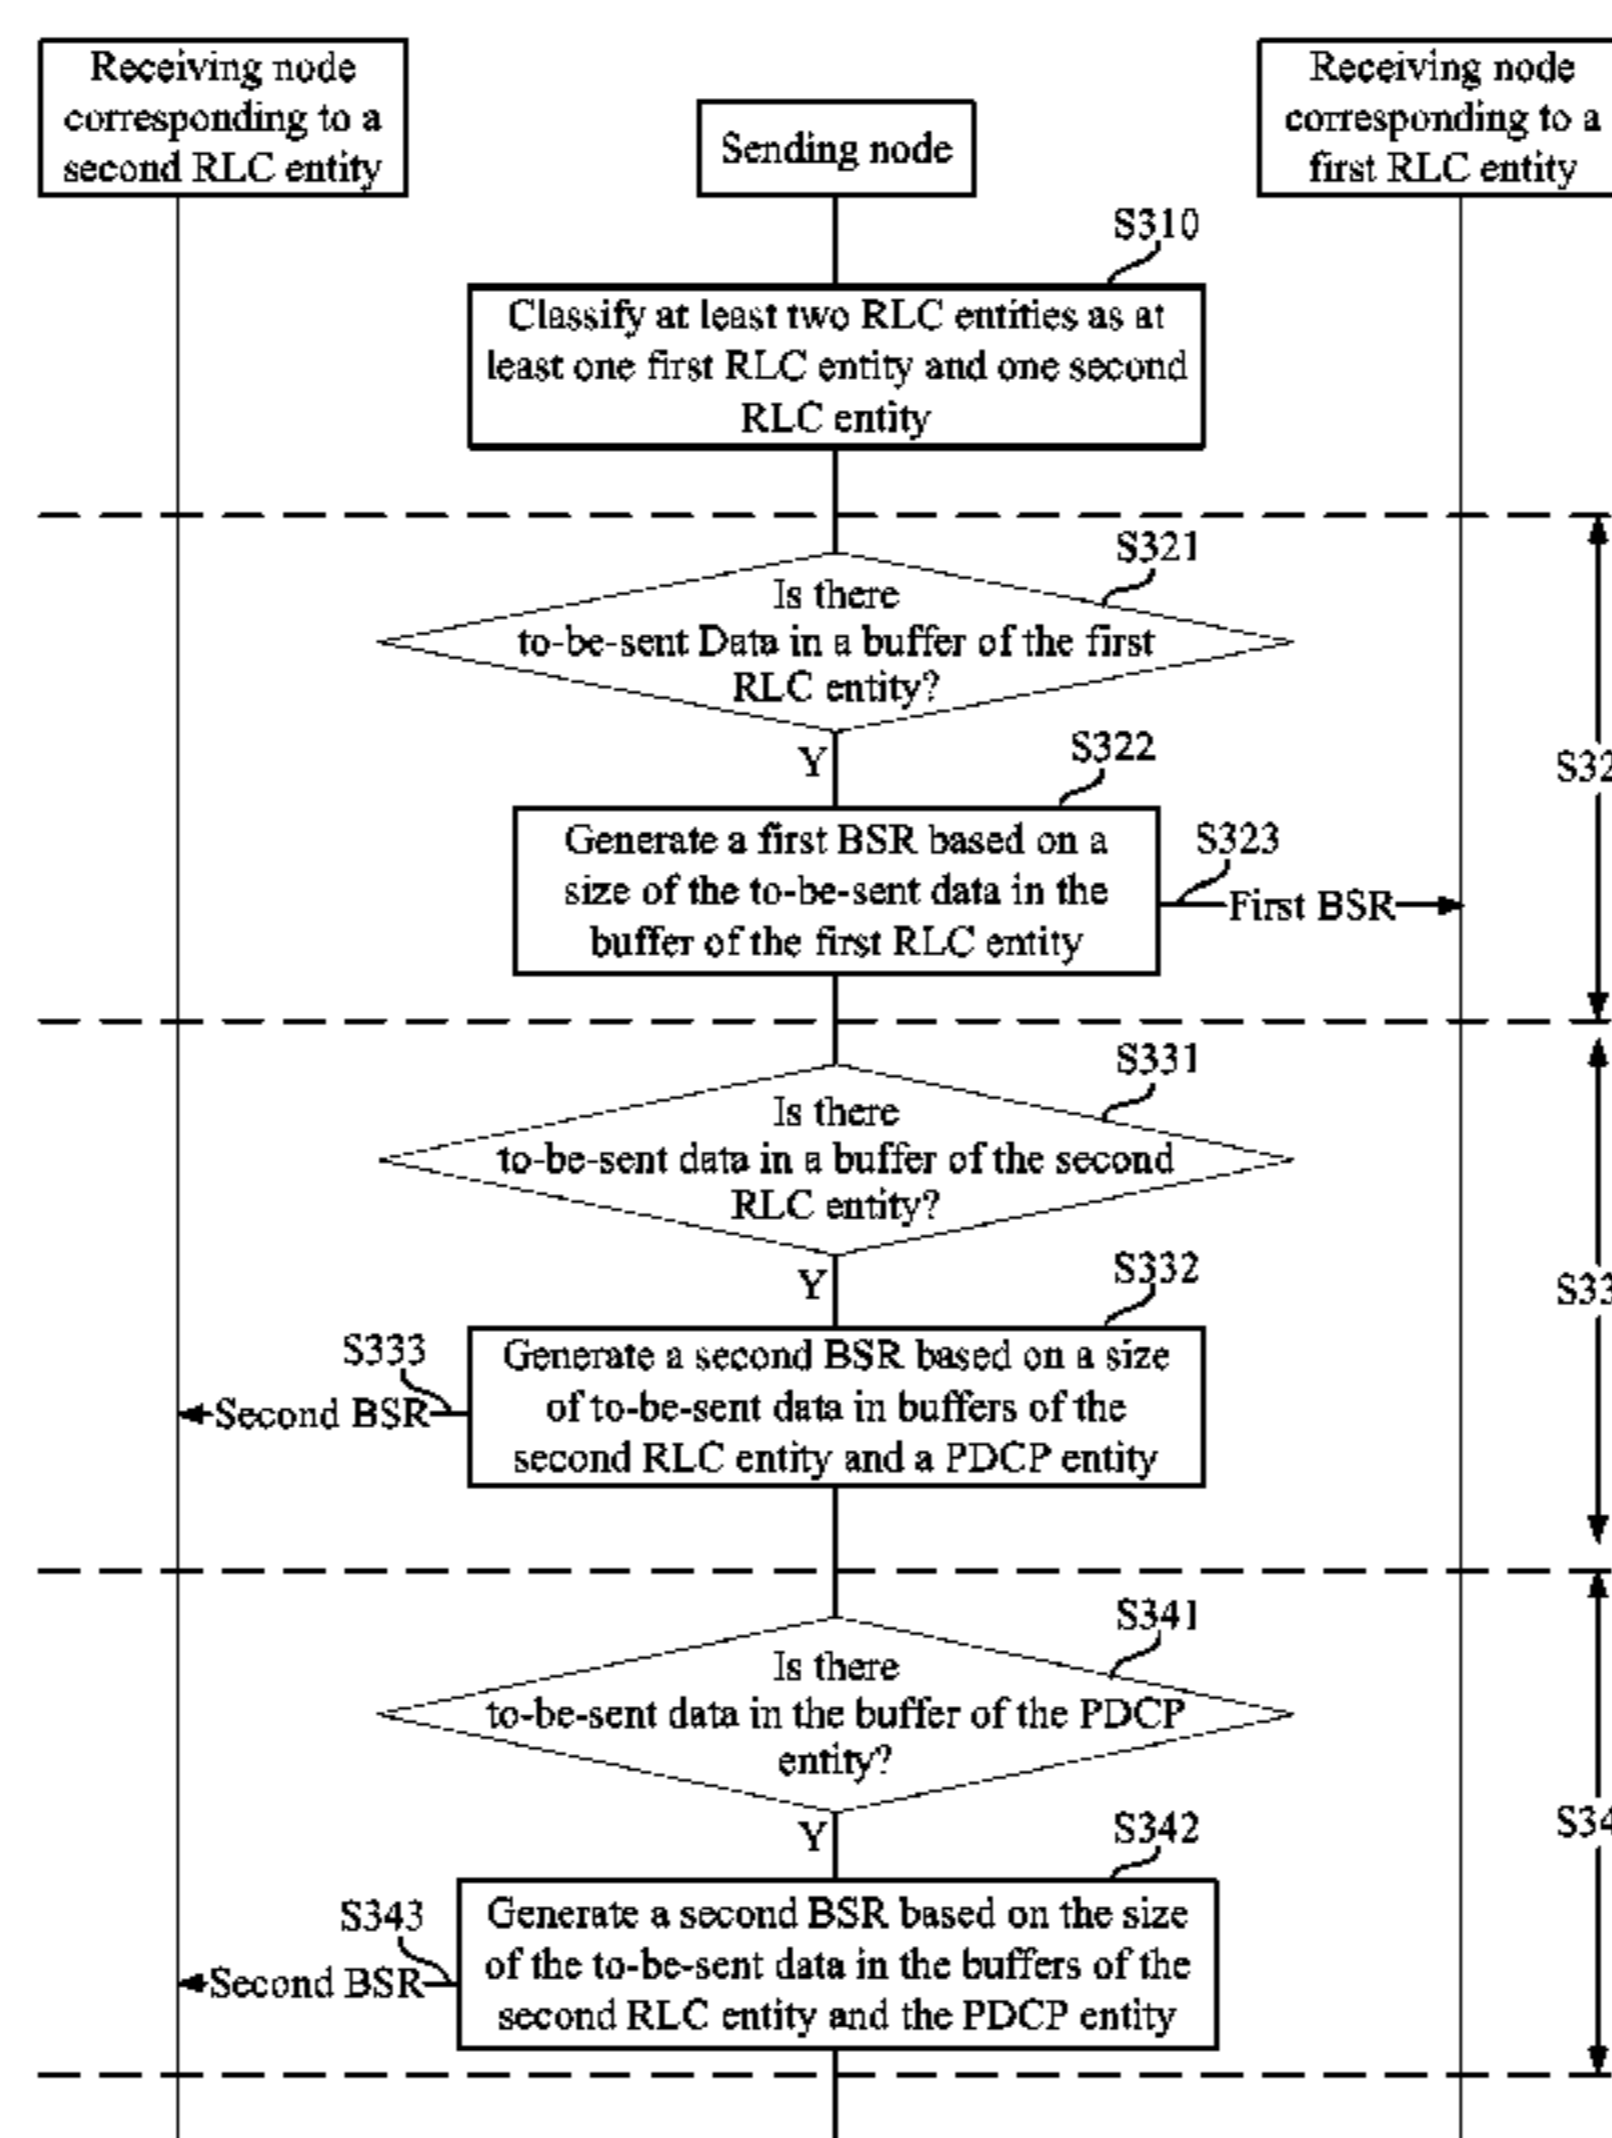 Receiving node
corresponding to a
second RLC entity
Sending node
Receiving node
corresponding to a
first RLC entity
S310
Classify at least two RLC entities as at
least one first RLC entity and one second
RLC entity
S321
Is there
to-be-sent Data in a buffer of the first
RLC entity?
Y
S322
S32
Generate a first BSR based on a
size of the to-be-sent data in the
buffer of the first RLC entity
S323
First BSR
S331
Is there
to-be-sent data in a buffer of the second
RLC entity?
Y
S332
S33
S333
Second BSR
Generate a second BSR based on a size
of to-be-sent data in buffers of the
second RLC entity and a PDCP entity
S341
Is there
to-be-sent data in the buffer of the PDCP
entity?
Y
S342
S34
S343
Second BSR
Generate a second BSR based on the size
of the to-be-sent data in the buffers of the
second RLC entity and the PDCP entity